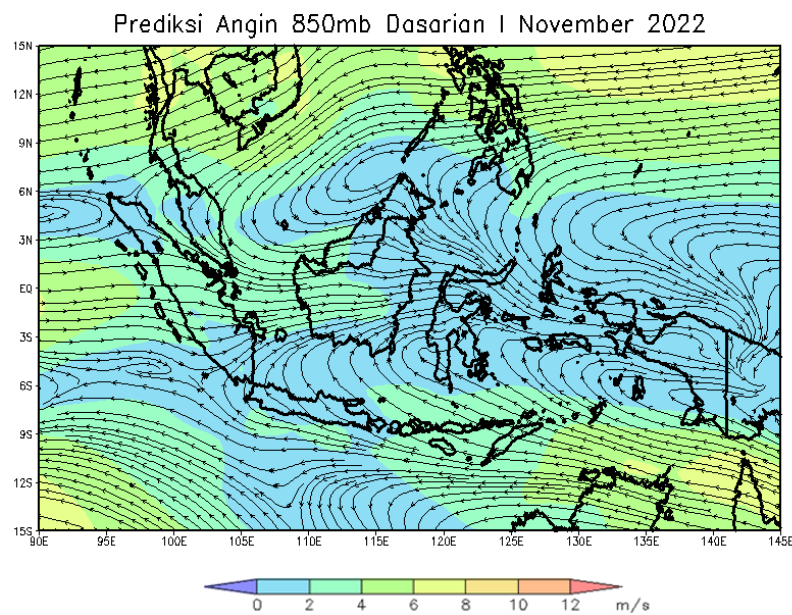 Prediksi Angin 850mb Dasarian I November 2022
15N
12N
9N
6N
3N
EQ
3S
6S
9S
12S
15S
90E 95E 100E 105E 110E 115E 120E 125E 130E 135E 140E 145E
0 2 4 6 8 10 12 m/s